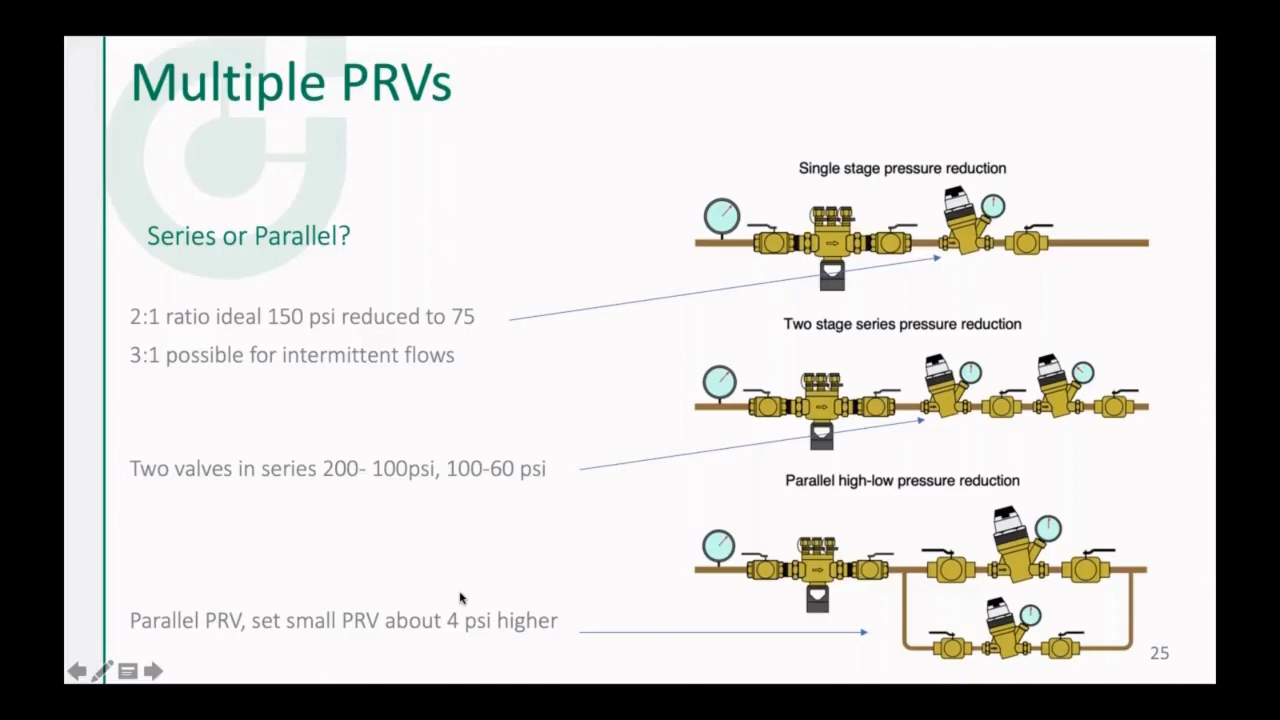 Multiple PRVs
Series or Parallel?
2:1 ratio ideal 150 psi reduced to 75
3:1 possible for intermittent flows
Two valves in series 200- 100psi, 100-60 psi
Parallel PRV, set small PRV about 4 psi higher
Single stage pressure reduction
Two stage series pressure reduction
Parallel high-low pressure reduction
25